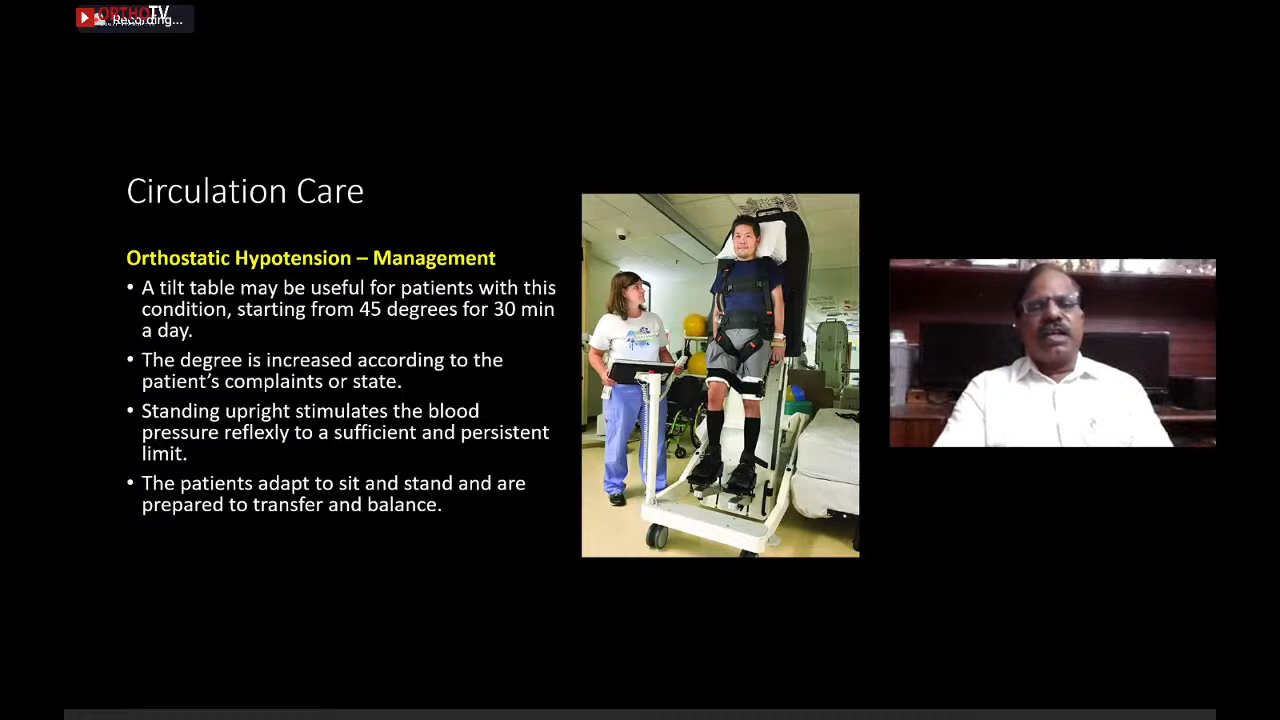 ORTHOTV
Recording...
Circulation Care
Orthostatic Hypotension – Management
• A tilt table may be useful for patients with this
condition, starting from 45 degrees for 30 min
a day.
• The degree is increased according to the
patient's complaints or state.
• Standing upright stimulates the blood
pressure reflexly to a sufficient and persistent
limit.
• The patients adapt to sit and stand and are
prepared to transfer and balance.